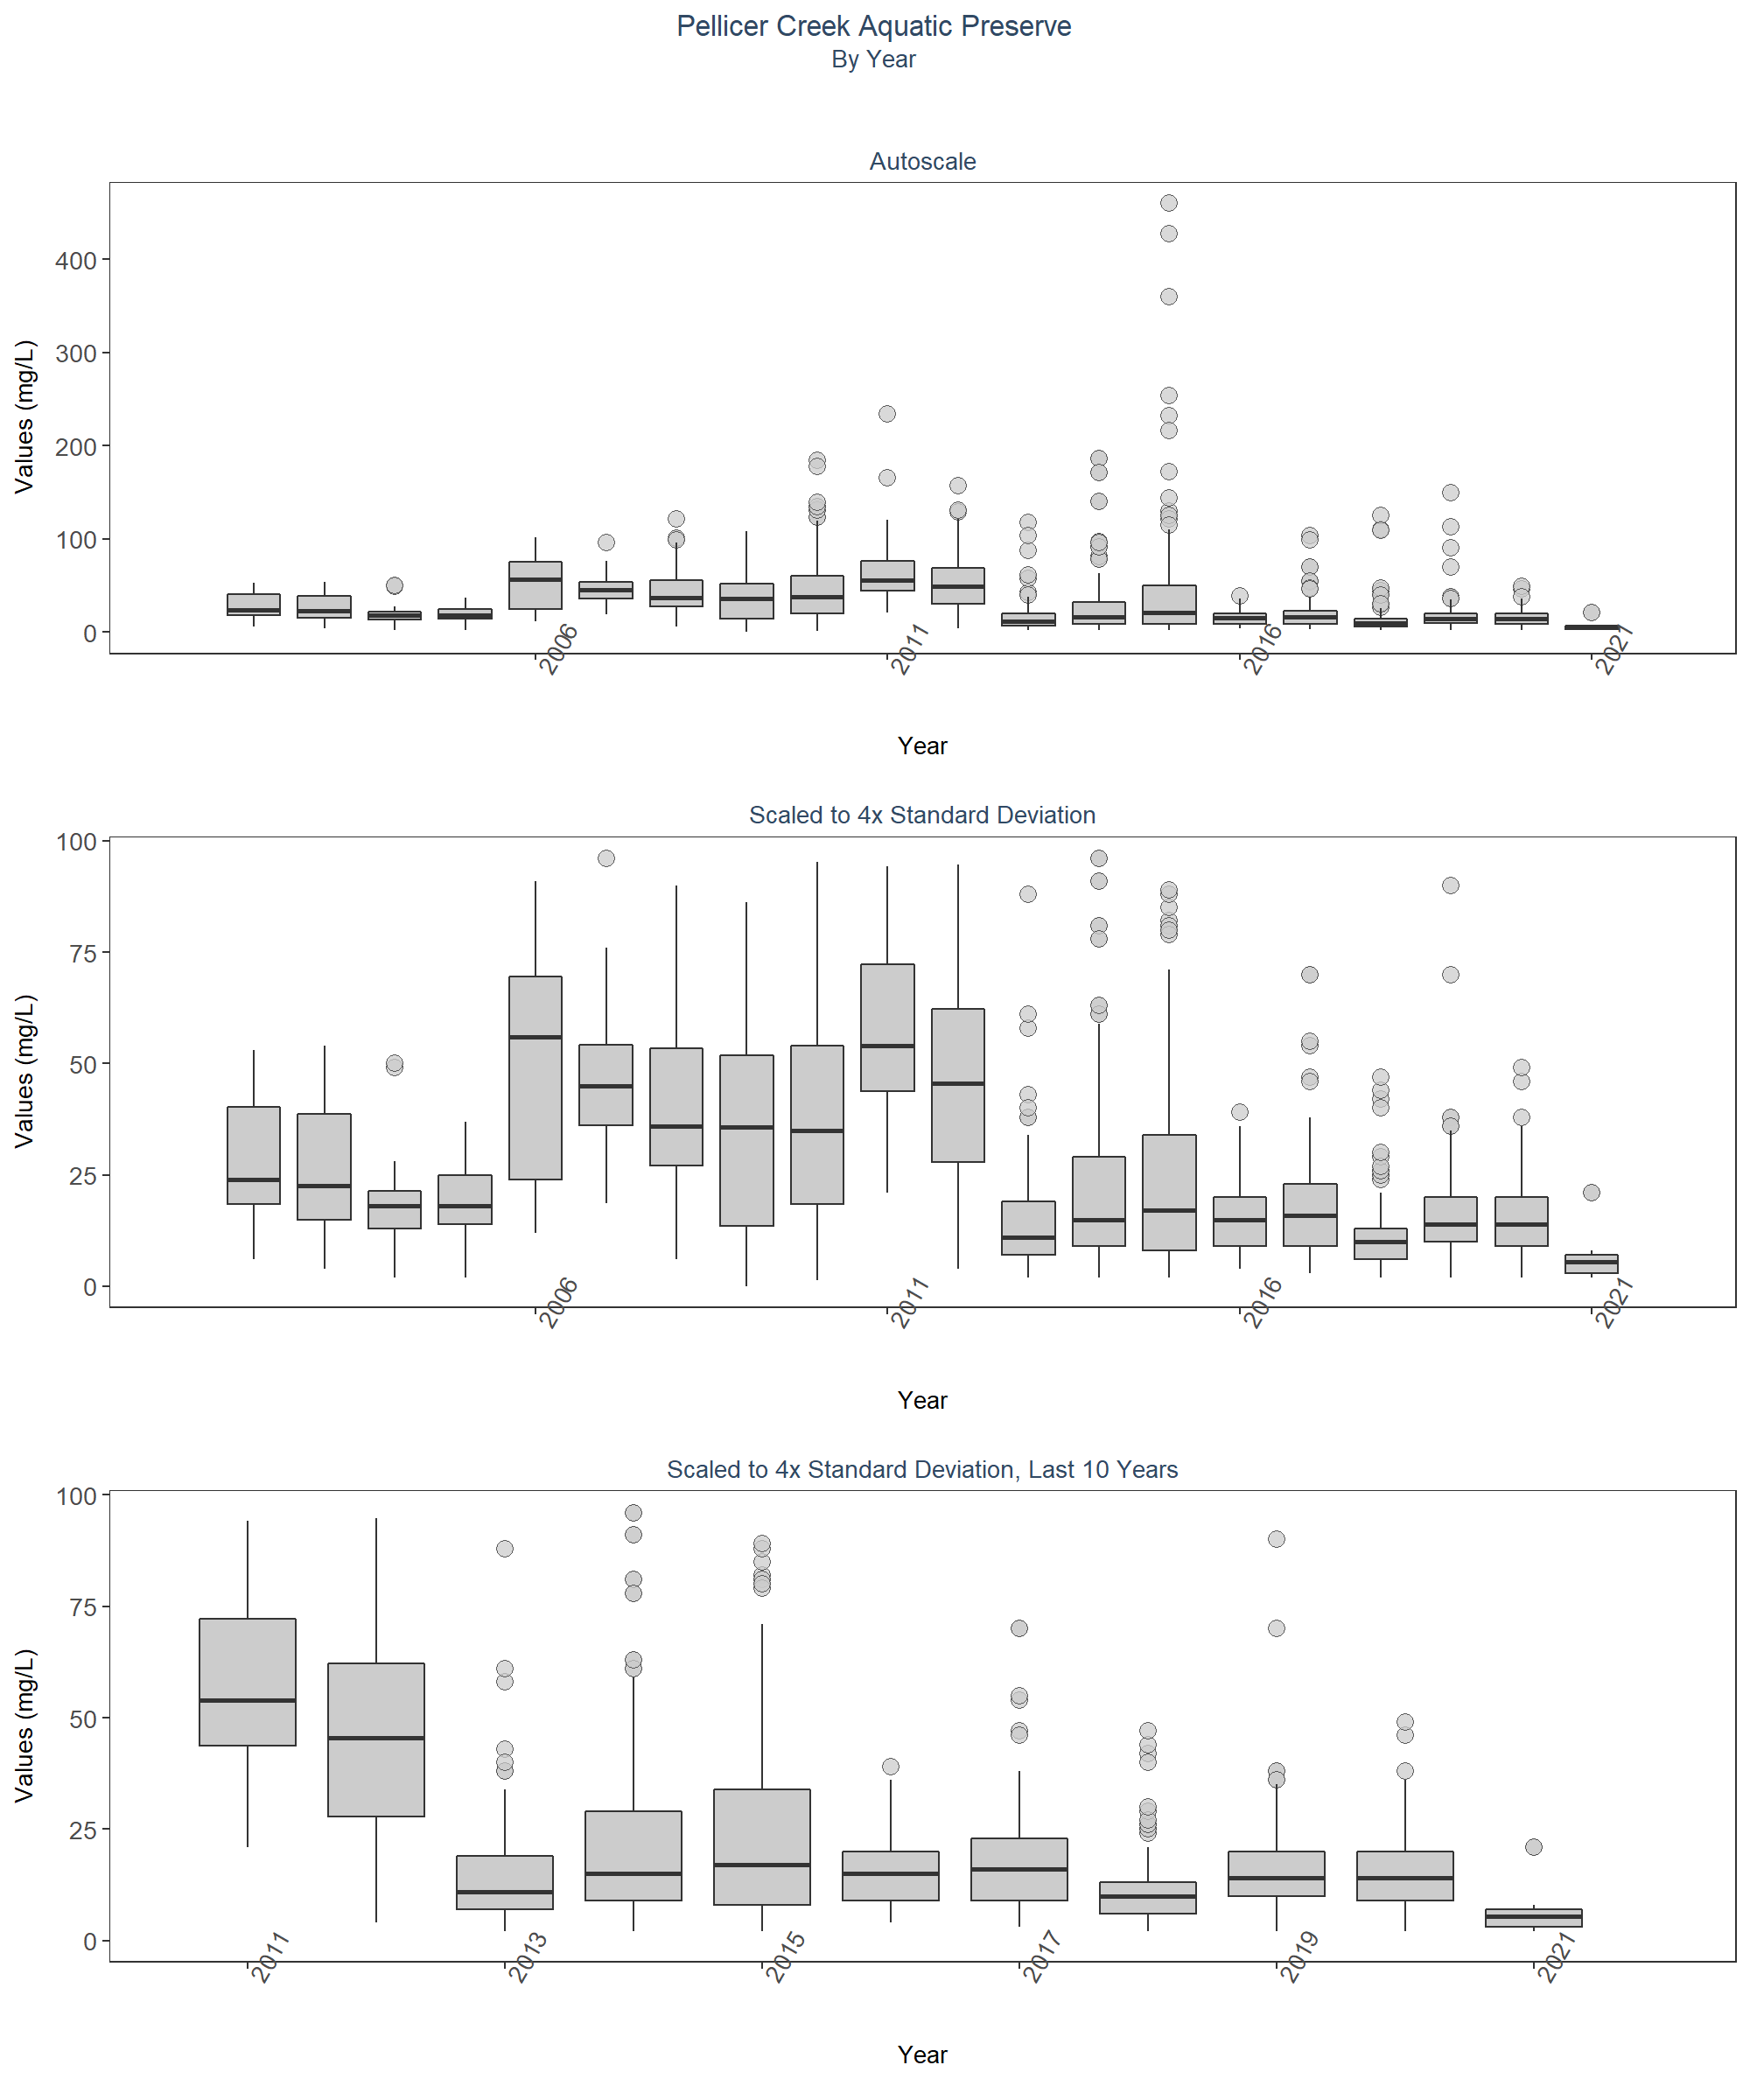 Pellicer Creek Aquatic Preserve
By Year
Autoscale
Values (mg/L)
400
300
200
100
0
2006
2011
2016
2021
Year
Scaled to 4x Standard Deviation
Values (mg/L)
100
75
50
25
0
2006
2011
2016
2021
Year
Scaled to 4x Standard Deviation, Last 10 Years
Values (mg/L)
100
75
50
25
0
2011
2013
2015
2017
2019
2021
Year